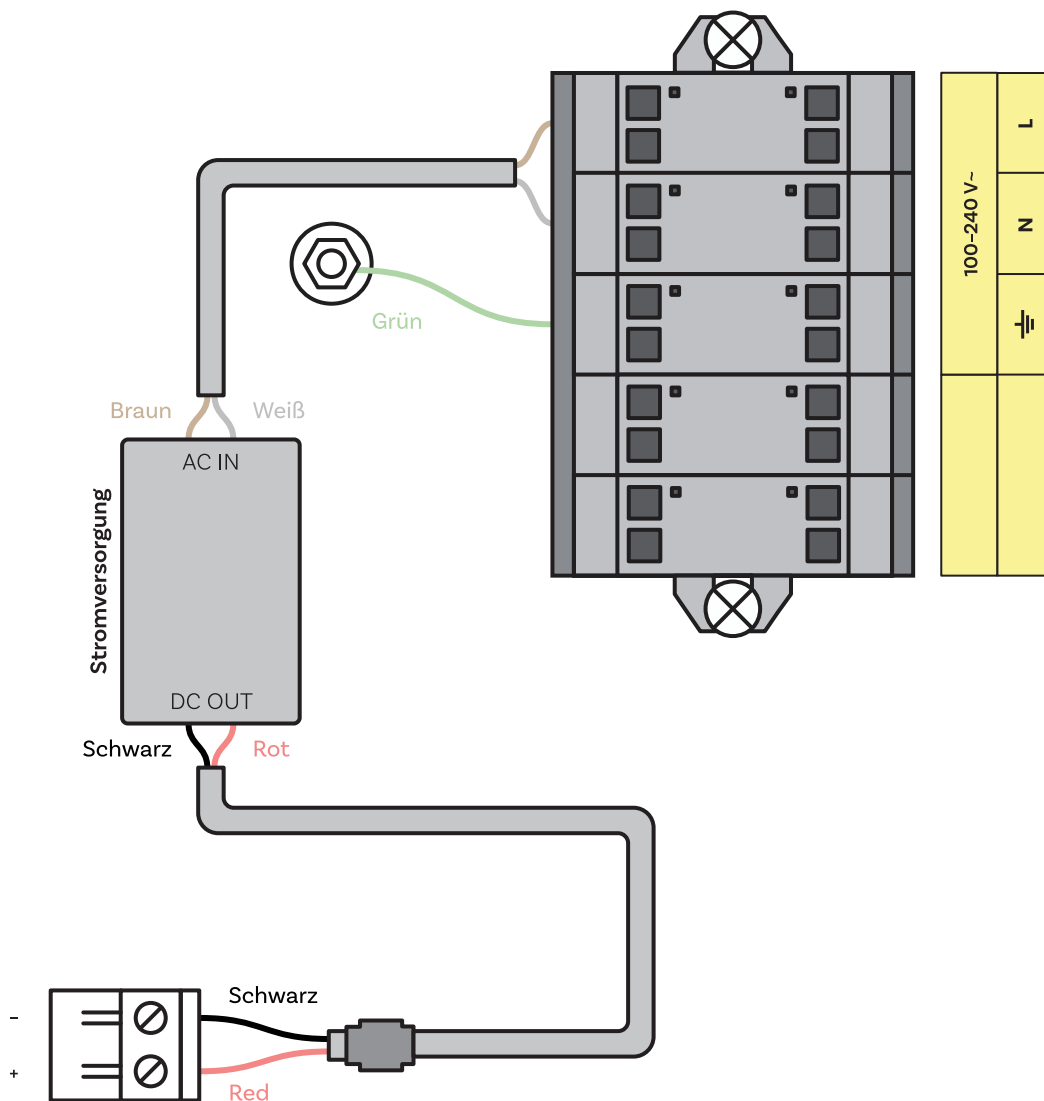 L
100-240 V~
N
Grün
Braun
Weiß
AC IN
Stromversorgung
DC OUT
Schwarz
Rot
Schwarz
-
+
Red